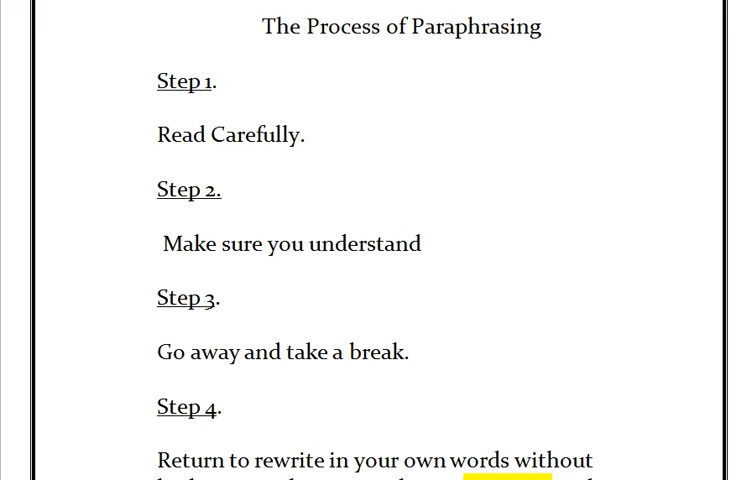 The Process of Paraphrasing
Step 1.
Read Carefully.
Step 2.
Make sure you understand
Step 3.
Go away and take a break.
Step 4.
Return to rewrite in your own words without